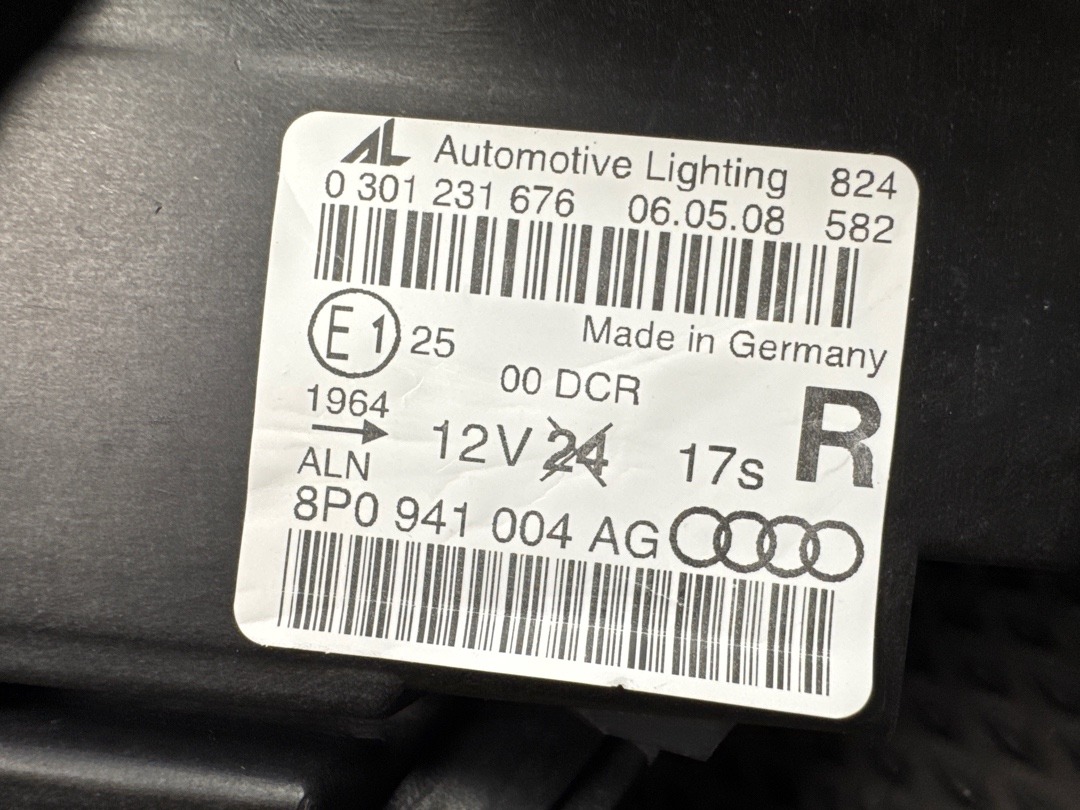 AL Automotive Lighting 824
0 301 231 676 06.05.08 582
E1 25 Made in Germany
00 DCR
1964
12V 24 17s R
ALN
8P0 941 004 AG